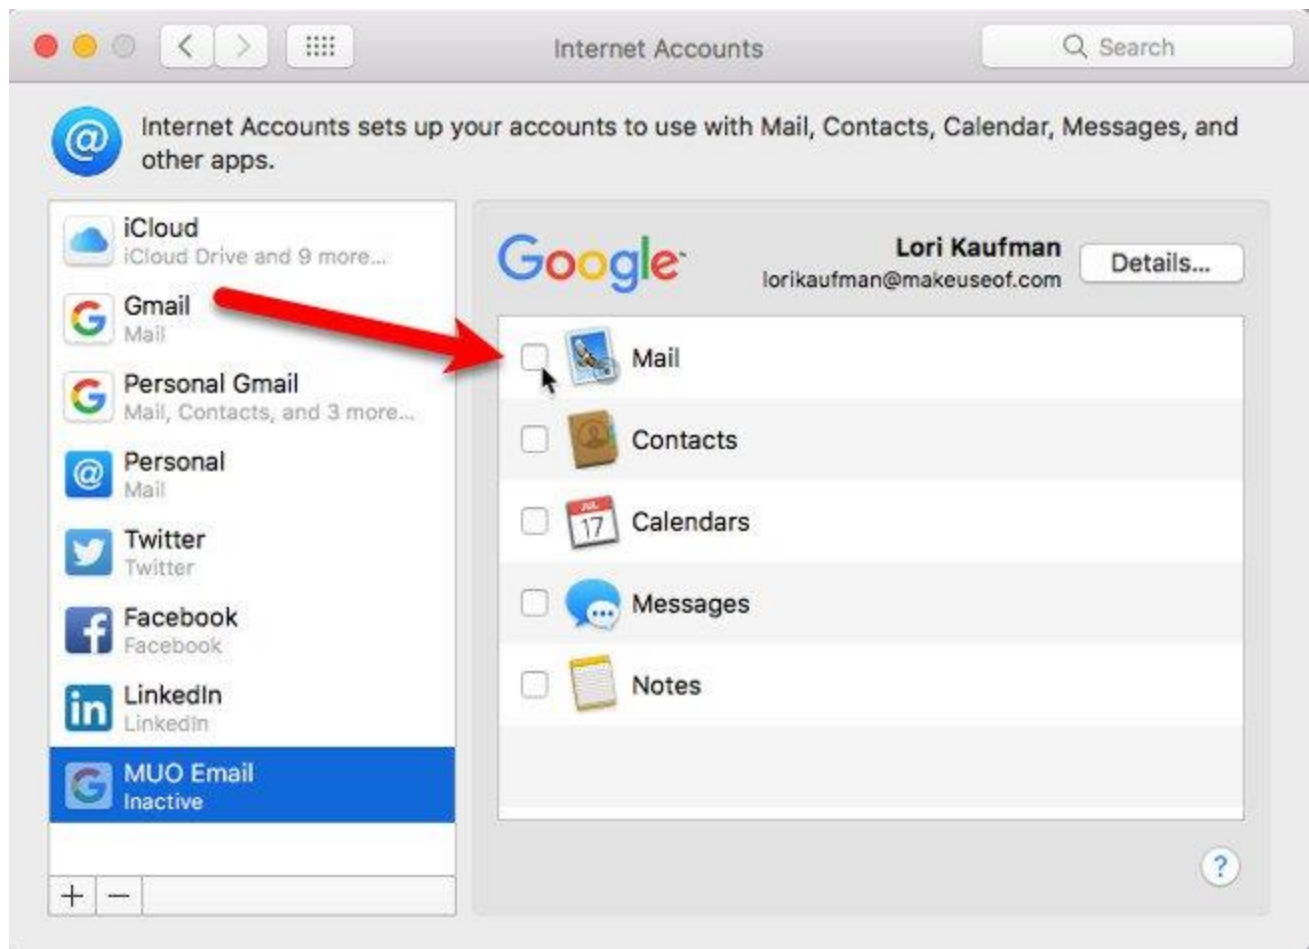 Internet Accounts
Search
@
Internet Accounts sets up your accounts to use with Mail, Contacts, Calendar, Messages, and
other apps.
iCloud
iCloud Drive and 9 more...
G
Gmail
Mail
G
Personal Gmail
Mail, Contacts, and 3 more...
@
Personal
Mail
Twitter
Twitter
f
Facebook
Facebook
in
LinkedIn
LinkedIn
G
MUO Email
Inactive
+ −
Google™
Lori Kaufman
lorikaufman@makeuseof.com
Details...
Mail
Contacts
JUL
17
Calendars
Messages
Notes
?